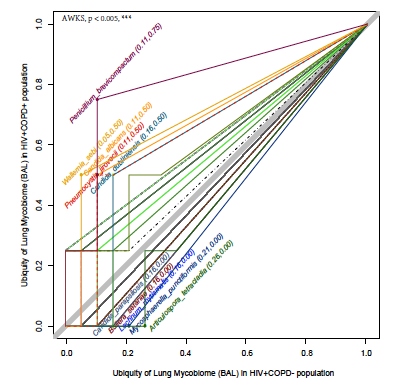 AWKS, p < 0.005, ***
Penicillium_brevicompactum (0.11,0.75)
Candida_albicans (0.11,0.50)
Pneumocystis_jirovecii (0.11,0.50)
Candida_dubliniensis (0.16,0.50)
Candida_parapsilosis (0.16,0.00)
Mycosphaerella_punctiformis (0.21,0.00)
Articulospora_tetracladia (0.26,0.00)
1.0
0.8
0.6
0.4
0.2
0.0
0.0
0.2
0.4
0.6
0.8
1.0
Ubiquity of Lung Mycobiome (BAL) in HIV+COPD+ population
Ubiquity of Lung Mycobiome (BAL) in HIV+COPD- population